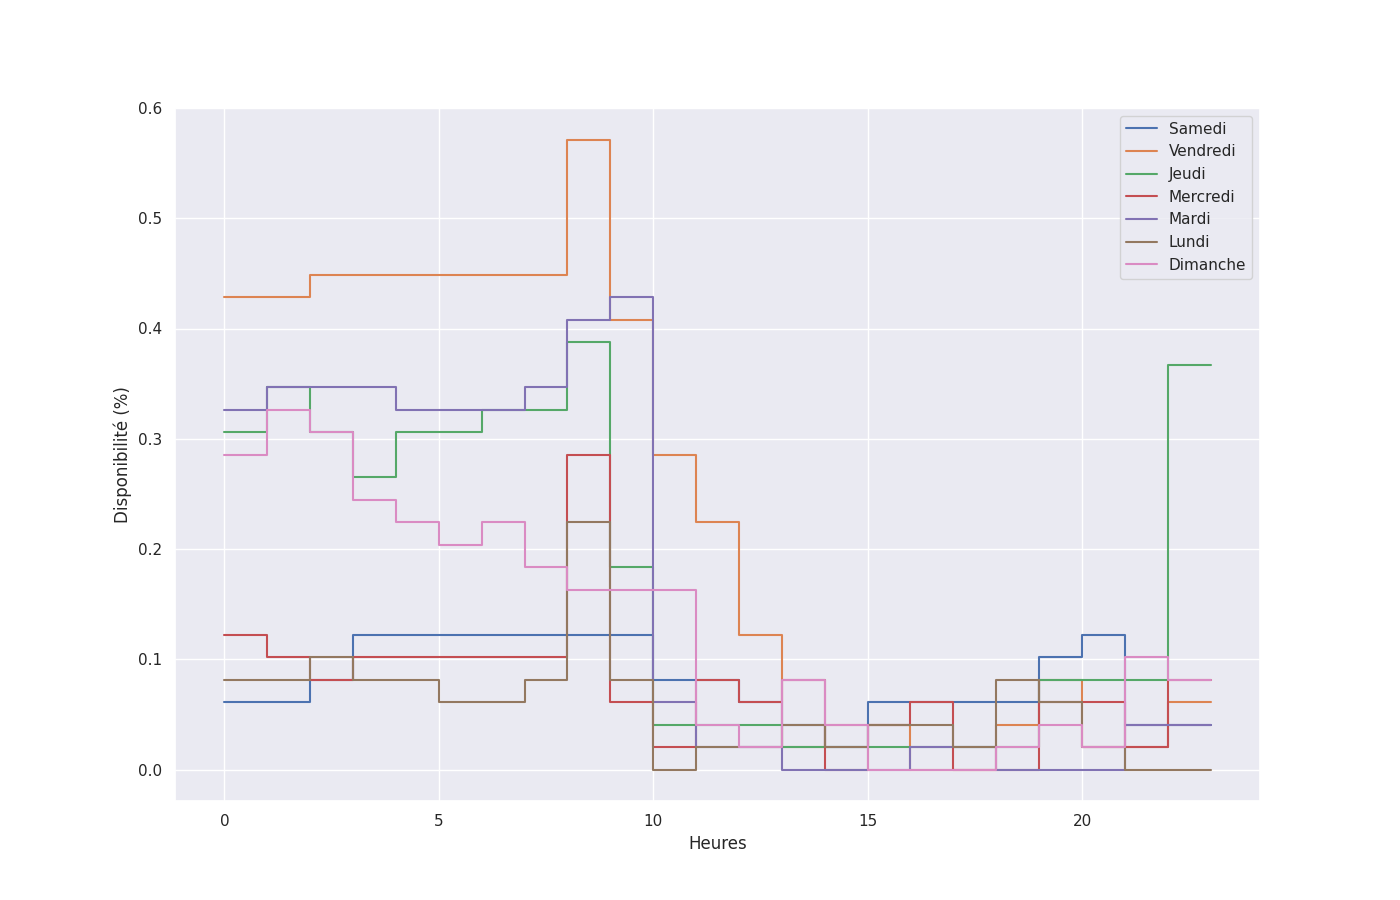 0.6
0.5
0.4
0.3
0.2
0.1
0.0
Disponibilité (%)
0 5 10 15 20
Heures
Samedi
Vendredi
Jeudi
Mercredi
Mardi
Lundi
Dimanche